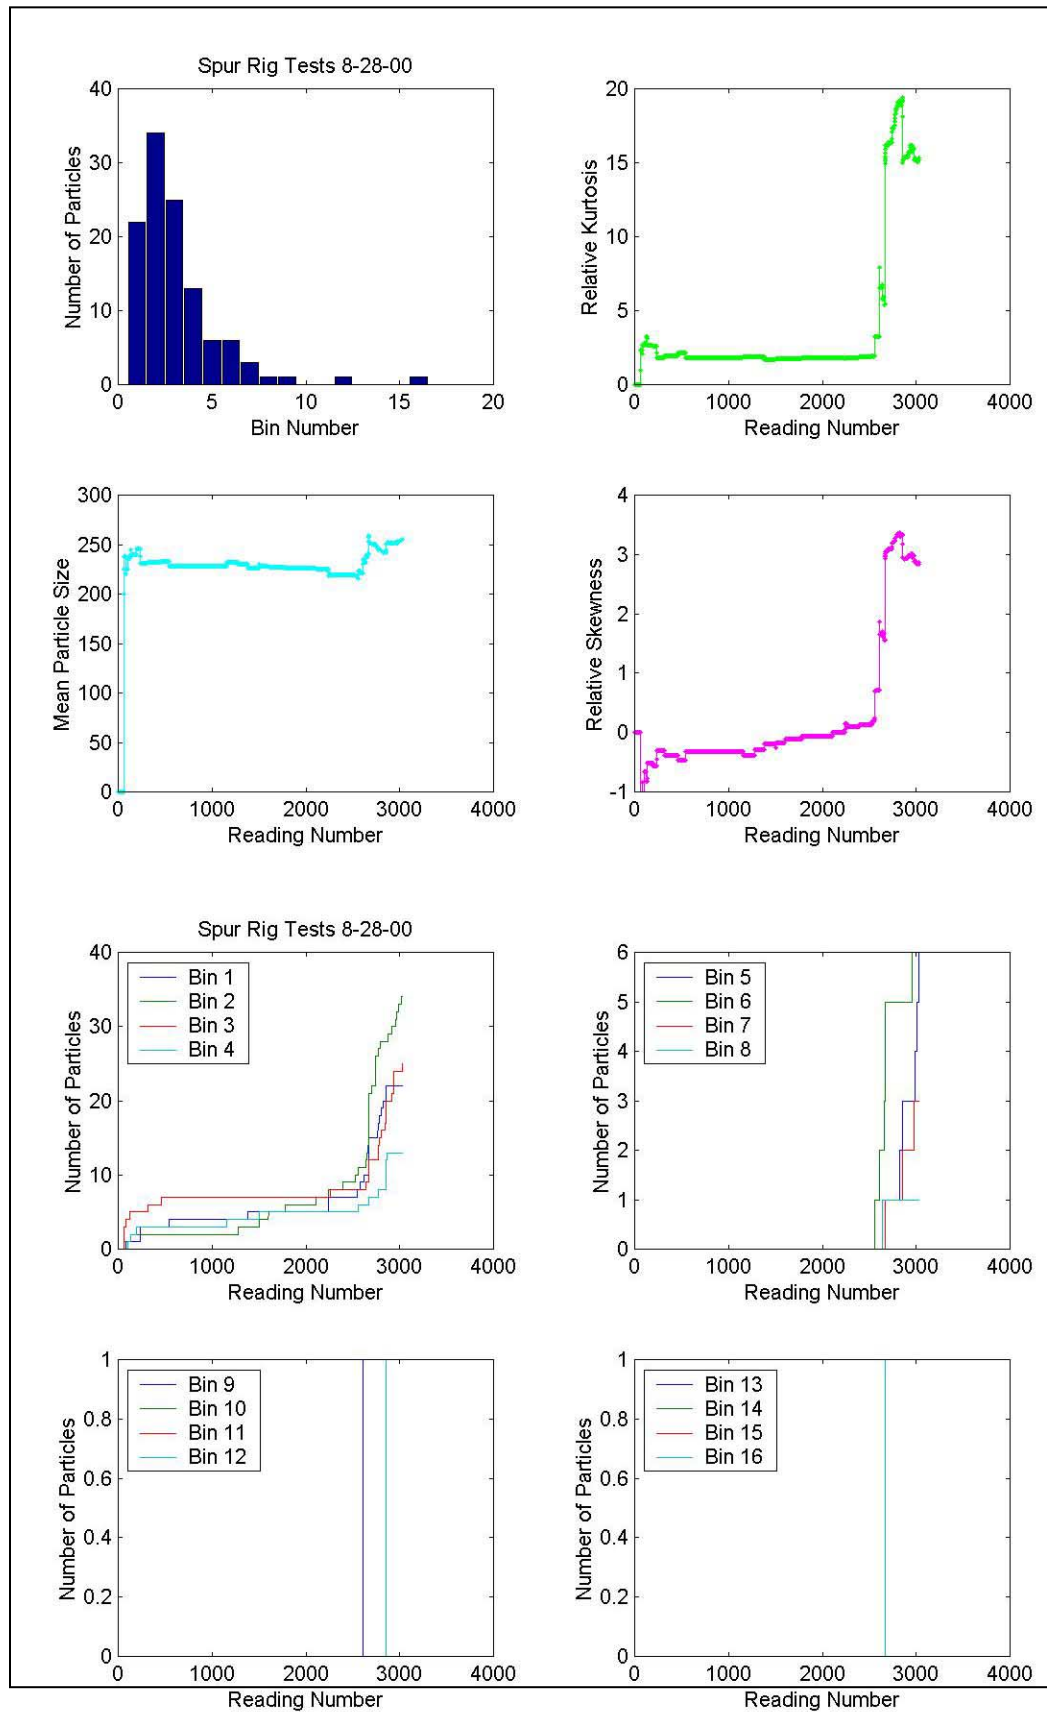 Spur Rig Tests 8-28-00
40
30
20
10
0
Number of Particles
0 5 10 15 20
Bin Number
20
15
10
5
0
Relative Kurtosis
0 1000 2000 3000 4000
Reading Number
300
250
200
150
100
50
0
Mean Particle Size
0 1000 2000 3000 4000
Reading Number
4
3
2
1
0
-1
Relative Skewness
0 1000 2000 3000 4000
Reading Number
Spur Rig Tests 8-28-00
40
30
20
10
0
Number of Particles
Bin 1
Bin 2
Bin 3
Bin 4
0 1000 2000 3000 4000
Reading Number
6
5
4
3
2
1
0
Number of Particles
Bin 5
Bin 6
Bin 7
Bin 8
0 1000 2000 3000 4000
Reading Number
1
0.8
0.6
0.4
0.2
0
Number of Particles
Bin 9
Bin 10
Bin 11
Bin 12
0 1000 2000 3000 4000
Reading Number
1
0.8
0.6
0.4
0.2
0
Number of Particles
Bin 13
Bin 14
Bin 15
Bin 16
0 1000 2000 3000 4000
Reading Number